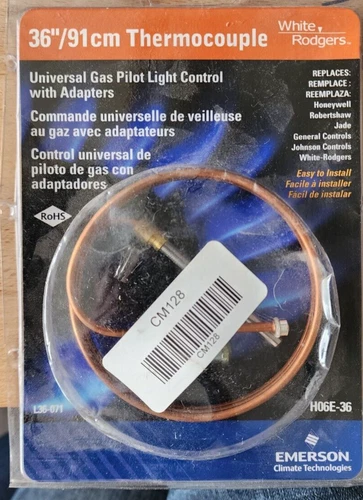 36"/91cm Thermocouple
White
Rodgers
Universal Gas Pilot Light Control
with Adapters
Commande universelle de veilleuse
au gaz avec adaptateurs
Control universal de
piloto de gas con
adaptadores
RoHS
REPLACES:
REMPLACE:
REEMPLAZA:
Honeywell
Robertshaw
Jade
General Controls
Johnson Controls
White-Rodgers
Easy to Install
Facile à installer
Fácil de instalar
CM128
CM128
L36-071
H06E-36
EMERSON
Climate Technologies